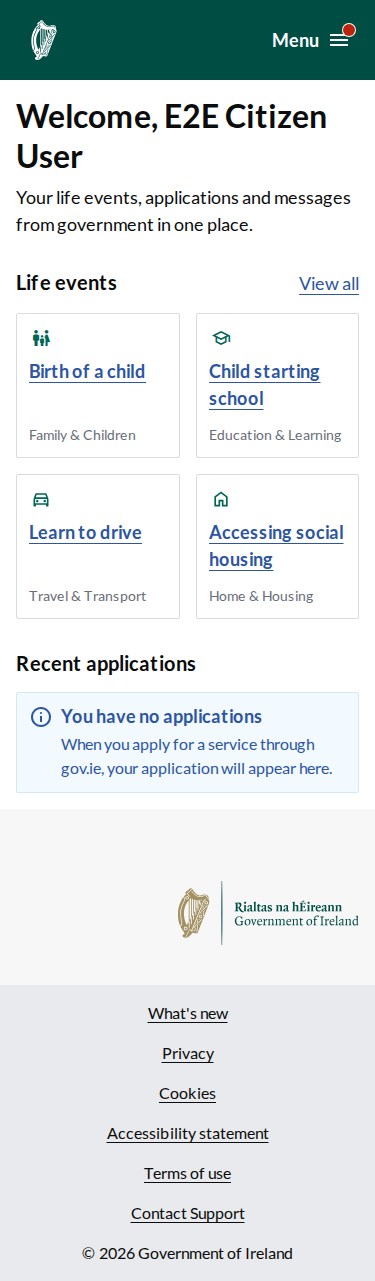 Menu
Welcome, E2E Citizen
User
Your life events, applications and messages
from government in one place.
Life events
View all
Birth of a child
Family & Children
Child starting
school
Education & Learning
Learn to drive
Travel & Transport
Accessing social
housing
Home & Housing
Recent applications
You have no applications
When you apply for a service through
gov.ie, your application will appear here.
Rialtas na hÉireann
Government of Ireland
What's new
Privacy
Cookies
Accessibility statement
Terms of use
Contact Support
© 2026 Government of Ireland